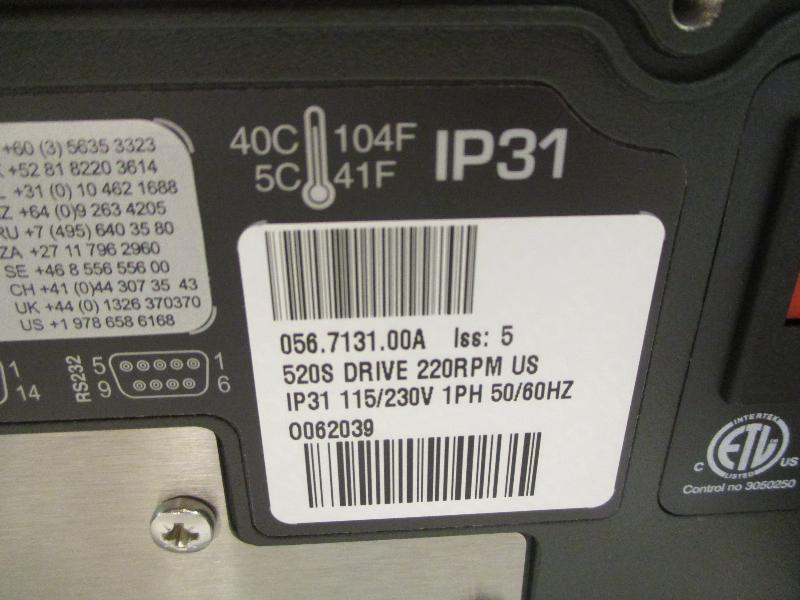 +60 (3) 5635 3323
+52 81 8220 3614
+31 (0) 10 462 1688
+64 (0)9 263 4205
RU +7 (495) 640 35 80
ZA +27 11 796 2960
SE +46 8 556 556 00
CH +41 (0)44 307 35 43
UK +44 (0) 1326 370370
US +1 978 658 6168
1
14
RS232
5 1
9 6
40C 104F
5C 41F
IP31
056.7131.00A Iss: 5
520S DRIVE 220RPM US
IP31 115/230V 1PH 50/60HZ
0062039
INTERTEK
ETL
C US
LISTED
Control no 3050250